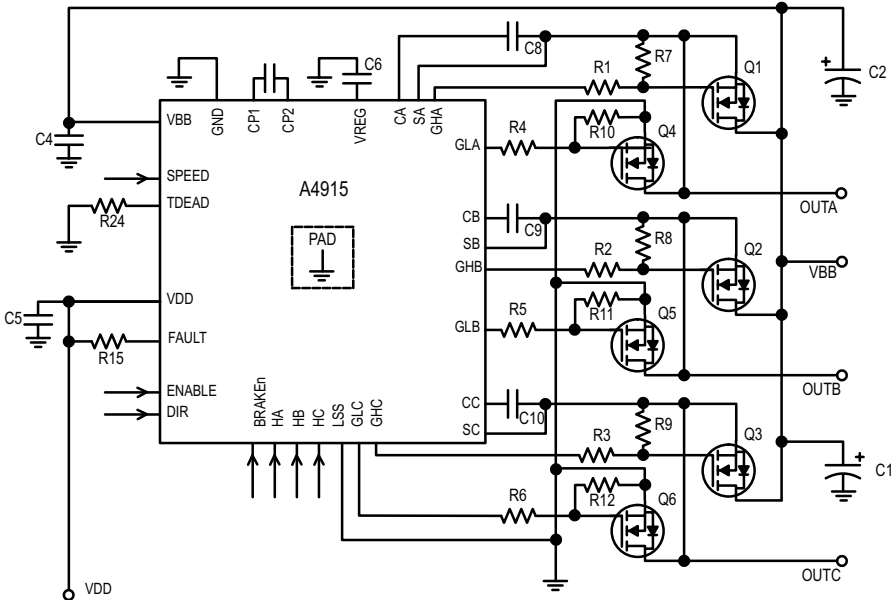 C8
R7
C6
R1
Q1
C2
GND
CP1
CP2
VREG
CA
SA
GHA
VBB
C4
R10
Q4
GLA
R4
SPEED
A4915
TDEAD
OUTA
R24
CB
C9
R8
SB
PAD
Q2
GHB
R2
VBB
VDD
R11
Q5
C5
GLB
R5
FAULT
R15
OUTB
ENABLE
DIR
BRAKEn
HA
HB
HC
LSS
GLC
GHC
CC
C10
SC
R9
Q3
R3
C1
R12
Q6
R6
OUTC
VDD